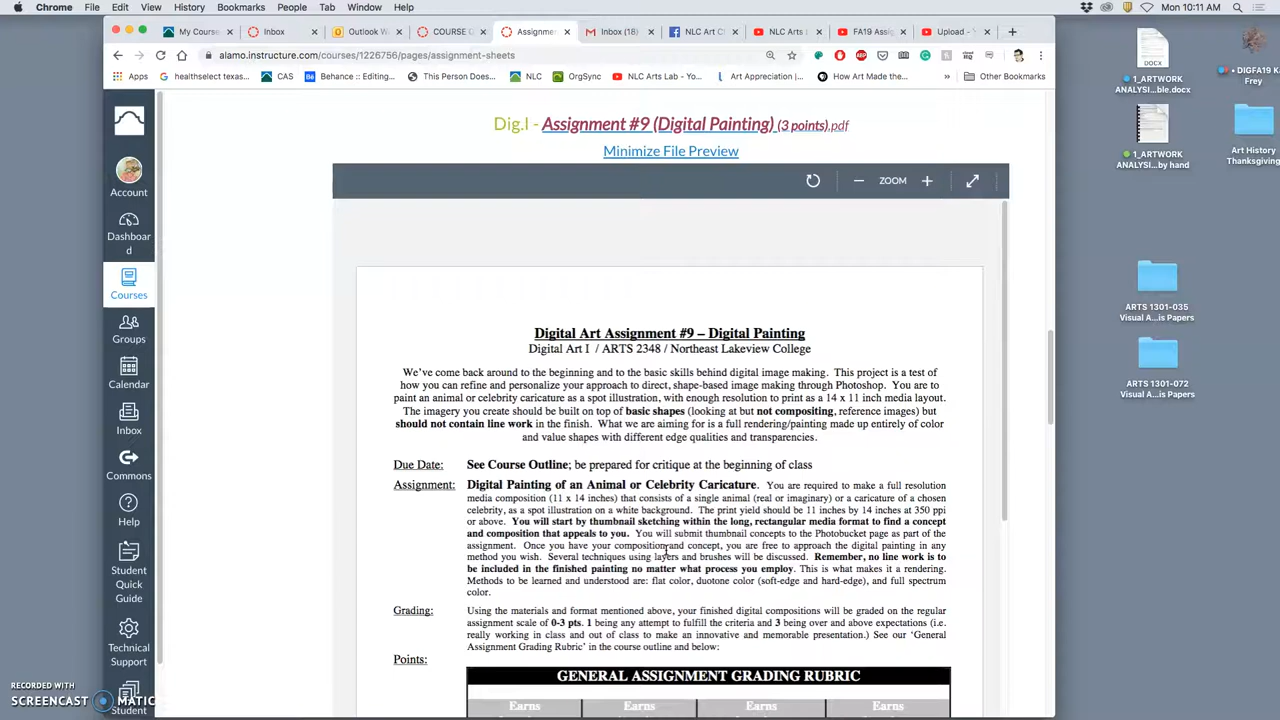 Chrome File Edit View History Bookmarks People Tab Window Help Mon 10:11 AM
My Course Inbox Outlook W COURSE O Assignme Inbox (18) NLC Art C NLC Arts L FA19 Assig Upload -
alamo.instructure.com/courses/1226756/pages/assignment-sheets
Apps healthselect texas... CAS Behance :: Editing... This Person Does... NLC OrgSync NLC Arts Lab - Yo... Art Appreciation |... How Art Made the... » Other Bookmarks
Account
Dashboar
d
Courses
Groups
Calendar
Inbox
Commons
Help
Student
Quick
Guide
Technical
Support
Student
Dig.I - Assignment #9 (Digital Painting) (3 points).pdf
Minimize File Preview
ZOOM
Digital Art Assignment #9 – Digital Painting
Digital Art I / ARTS 2348 / Northeast Lakeview College
We've come back around to the beginning and to the basic skills behind digital image making. This project is a test of
how you can refine and personalize your approach to direct, shape-based image making through Photoshop. You are to
paint an animal or celebrity caricature as a spot illustration, with enough resolution to print as a 14 x 11 inch media layout.
The imagery you create should be built on top of basic shapes (looking at but not compositing, reference images) but
should not contain line work in the finish. What we are aiming for is a full rendering/painting made up entirely of color
and value shapes with different edge qualities and transparencies.
Due Date: See Course Outline; be prepared for critique at the beginning of class
Assignment: Digital Painting of an Animal or Celebrity Caricature. You are required to make a full resolution
media composition (11 x 14 inches) that consists of a single animal (real or imaginary) or a caricature of a chosen
celebrity, as a spot illustration on a white background. The print yield should be 11 inches by 14 inches at 350 ppi
or above. You will start by thumbnail sketching within the long, rectangular media format to find a concept
and composition that appeals to you. You will submit thumbnail concepts to the Photobucket page as part of the
assignment. Once you have your composition and concept, you are free to approach the digital painting in any
method you wish. Several techniques using layers and brushes will be discussed. Remember, no line work is to
be included in the finished painting no matter what process you employ. This is what makes it a rendering.
Methods to be learned and understood are: flat color, duotone color (soft-edge and hard-edge), and full spectrum
color.
Grading: Using the materials and format mentioned above, your finished digital compositions will be graded on the regular
assignment scale of 0-3 pts. 1 being any attempt to fulfill the criteria and 3 being over and above expectations (i.e.
really working in class and out of class to make an innovative and memorable presentation.) See our 'General
Assignment Grading Rubric' in the course outline and below:
Points:
GENERAL ASSIGNMENT GRADING RUBRIC
Earns Earns Earns Earns
DOCX
1_ARTWORK
ANALYSI...ble.docx
DIGFA19 K
Frey
1_ARTWORK
ANALYSI...by hand
Art History
Thanksgiving
ARTS 1301-035
Visual A...is Papers
ARTS 1301-072
Visual A...is Papers
RECORDED WITH
SCREENCAST MATIC